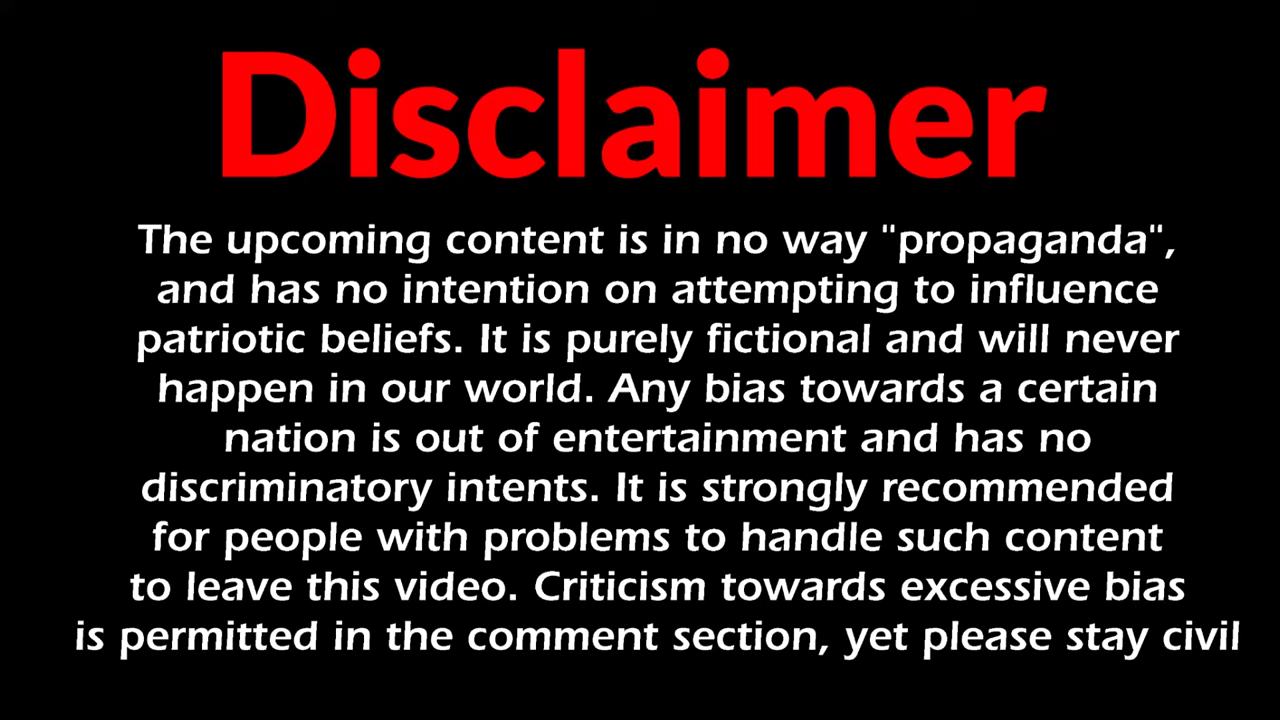 Disclaimer
The upcoming content is in no way "propaganda",
and has no intention on attempting to influence
patriotic beliefs. It is purely fictional and will never
happen in our world. Any bias towards a certain
nation is out of entertainment and has no
discriminatory intents. It is strongly recommended
for people with problems to handle such content
to leave this video. Criticism towards excessive bias
is permitted in the comment section, yet please stay civil